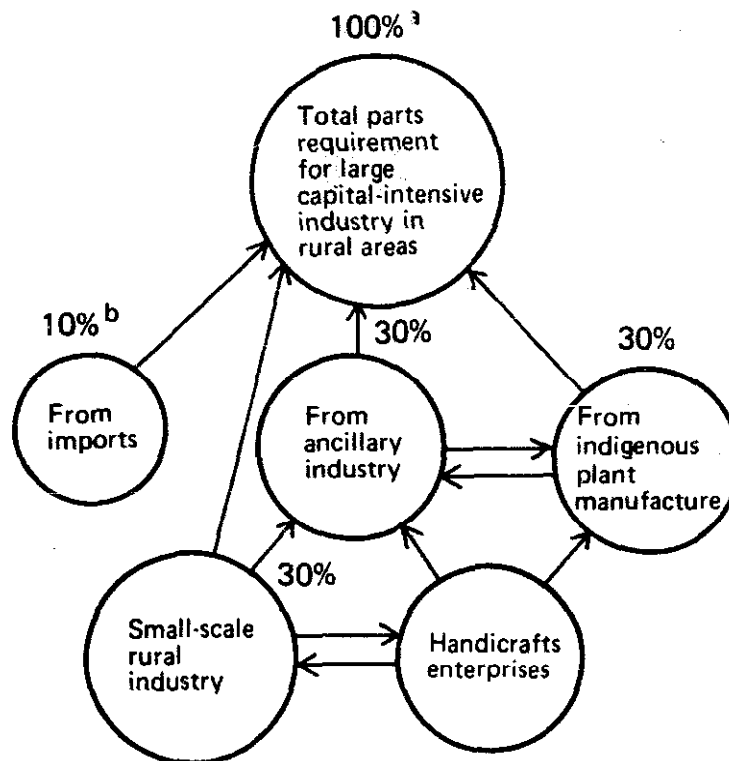 100% a
Total parts
requirement
for large
capital-intensive
industry in
rural areas
10% b
30%
30%
From
imports
From
ancillary
industry
From
indigenous
plant
manufacture
30%
Small-scale
rural
industry
Handicrafts
enterprises